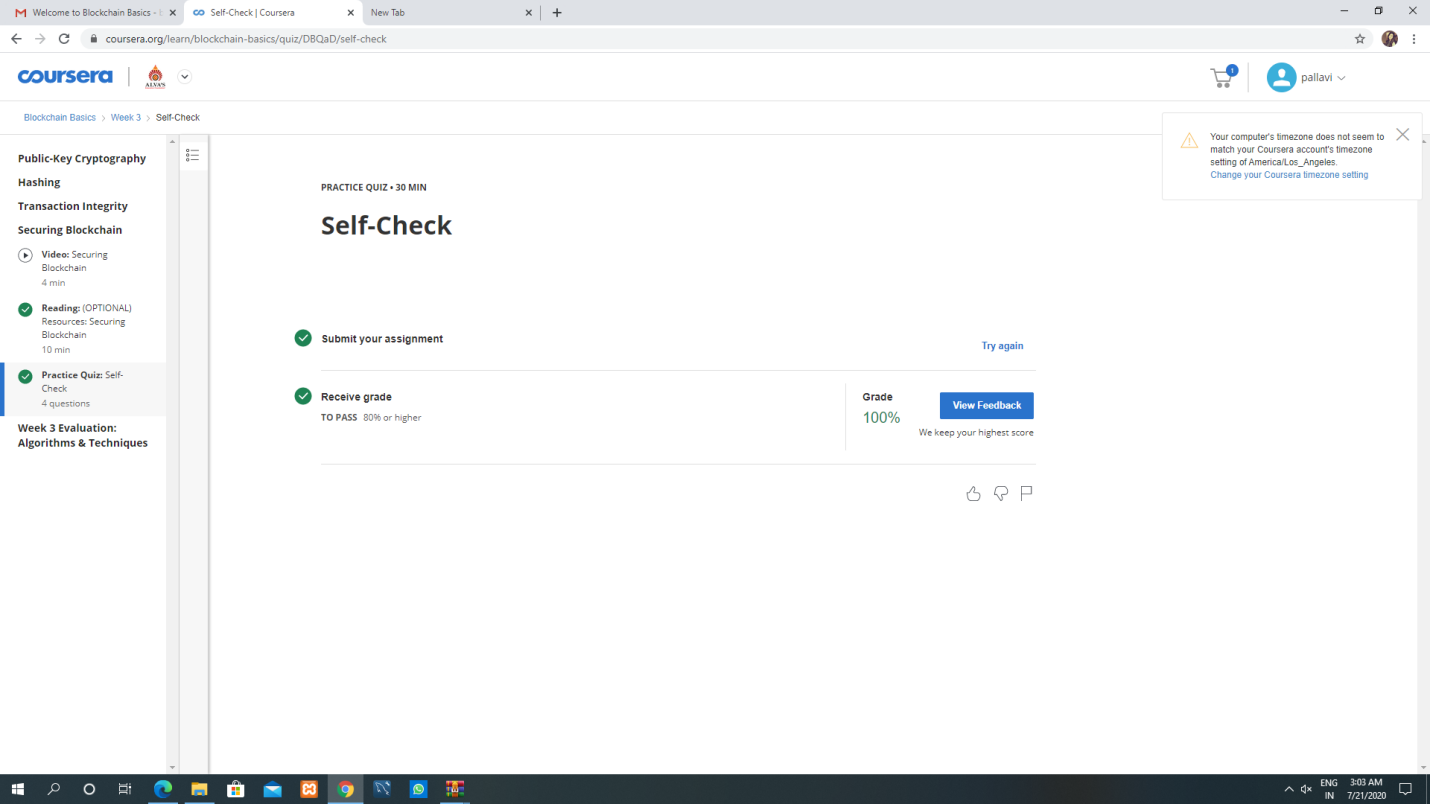 Welcome to Blockchain Basics -
Self-Check | Coursera
New Tab
coursera.org/learn/blockchain-basics/quiz/DBQaD/self-check
coursera
ALVA'S
1
pallavi
Blockchain Basics
Week 3
Self-Check
Your computer's timezone does not seem to
match your Coursera account's timezone
setting of America/Los_Angeles.
Change your Coursera timezone setting
Public-Key Cryptography
Hashing
Transaction Integrity
Securing Blockchain
Video: Securing
Blockchain
4 min
Reading: (OPTIONAL)
Resources: Securing
Blockchain
10 min
Practice Quiz: Self-
Check
4 questions
Week 3 Evaluation:
Algorithms & Techniques
PRACTICE QUIZ • 30 MIN
Self-Check
Submit your assignment
Try again
Receive grade
TO PASS 80% or higher
Grade
100%
View Feedback
We keep your highest score
ENG
IN
3:03 AM
7/21/2020